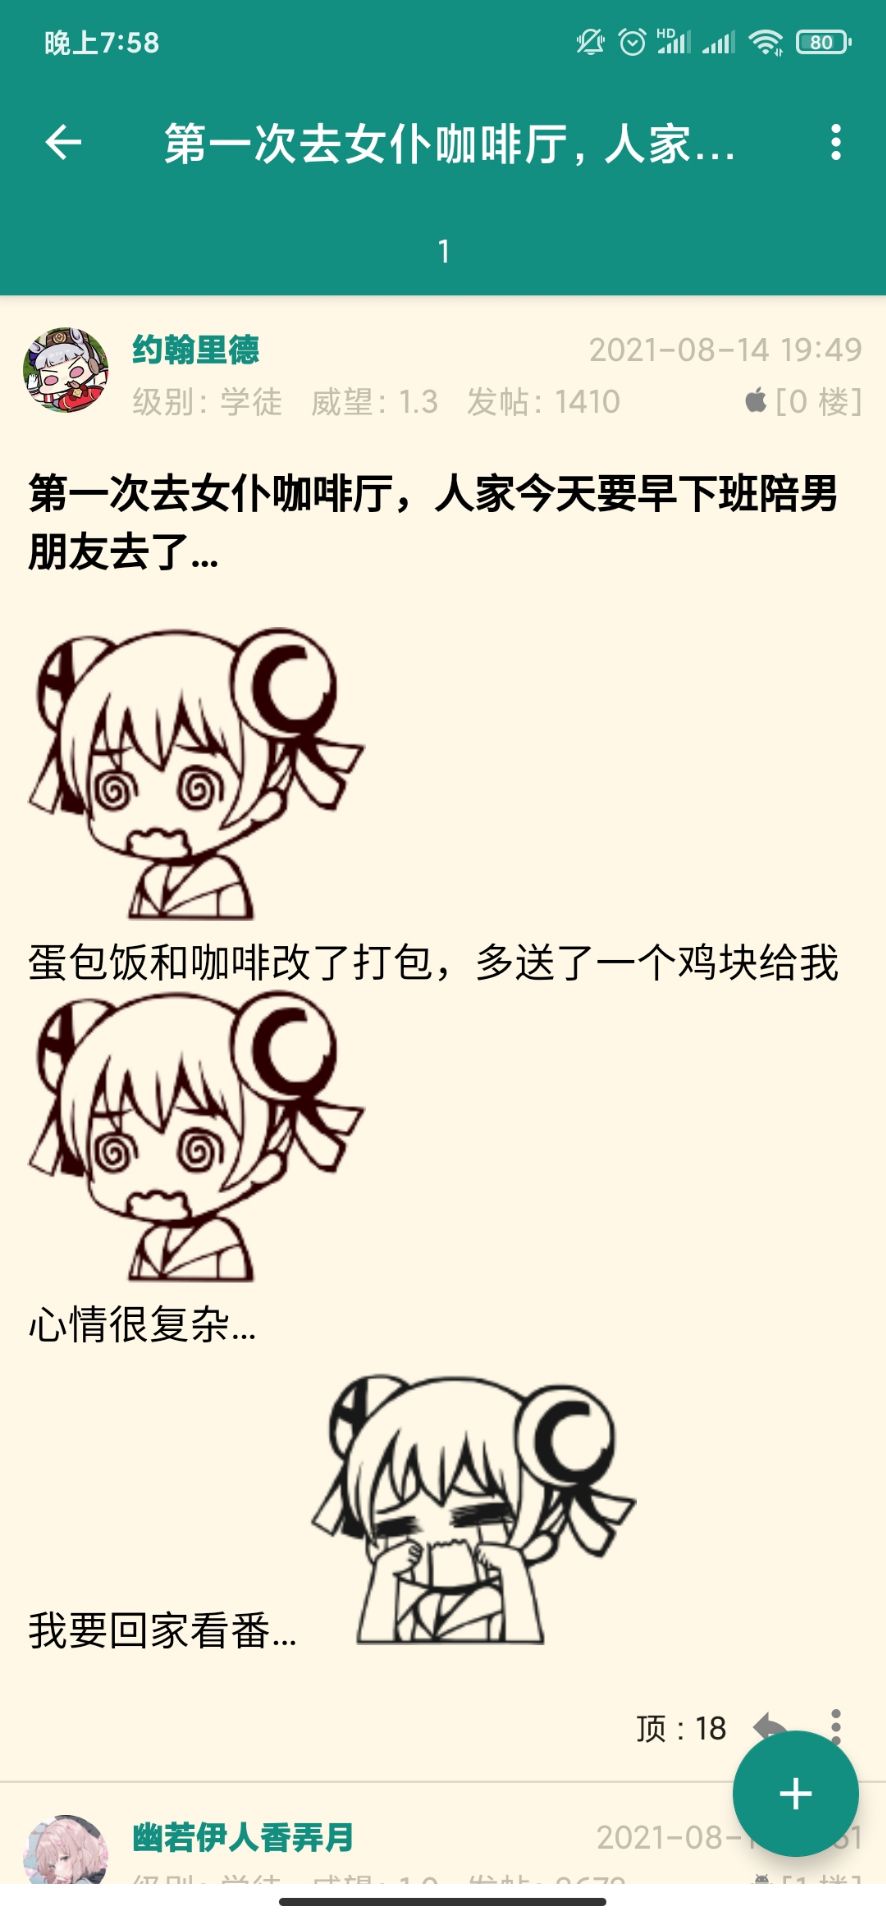 晚上7:58
HD
80
第一次去女仆咖啡厅，人家...
1
约翰里德
2021-08-14 19:49
级别：学徒 威望：1.3 发帖：1410
[0 楼]
第一次去女仆咖啡厅，人家今天要早下班陪男
朋友去了...
蛋包饭和咖啡改了打包，多送了一个鸡块给我
心情很复杂...
我要回家看番...
顶：18
幽若伊人香弄月
2021-08-1